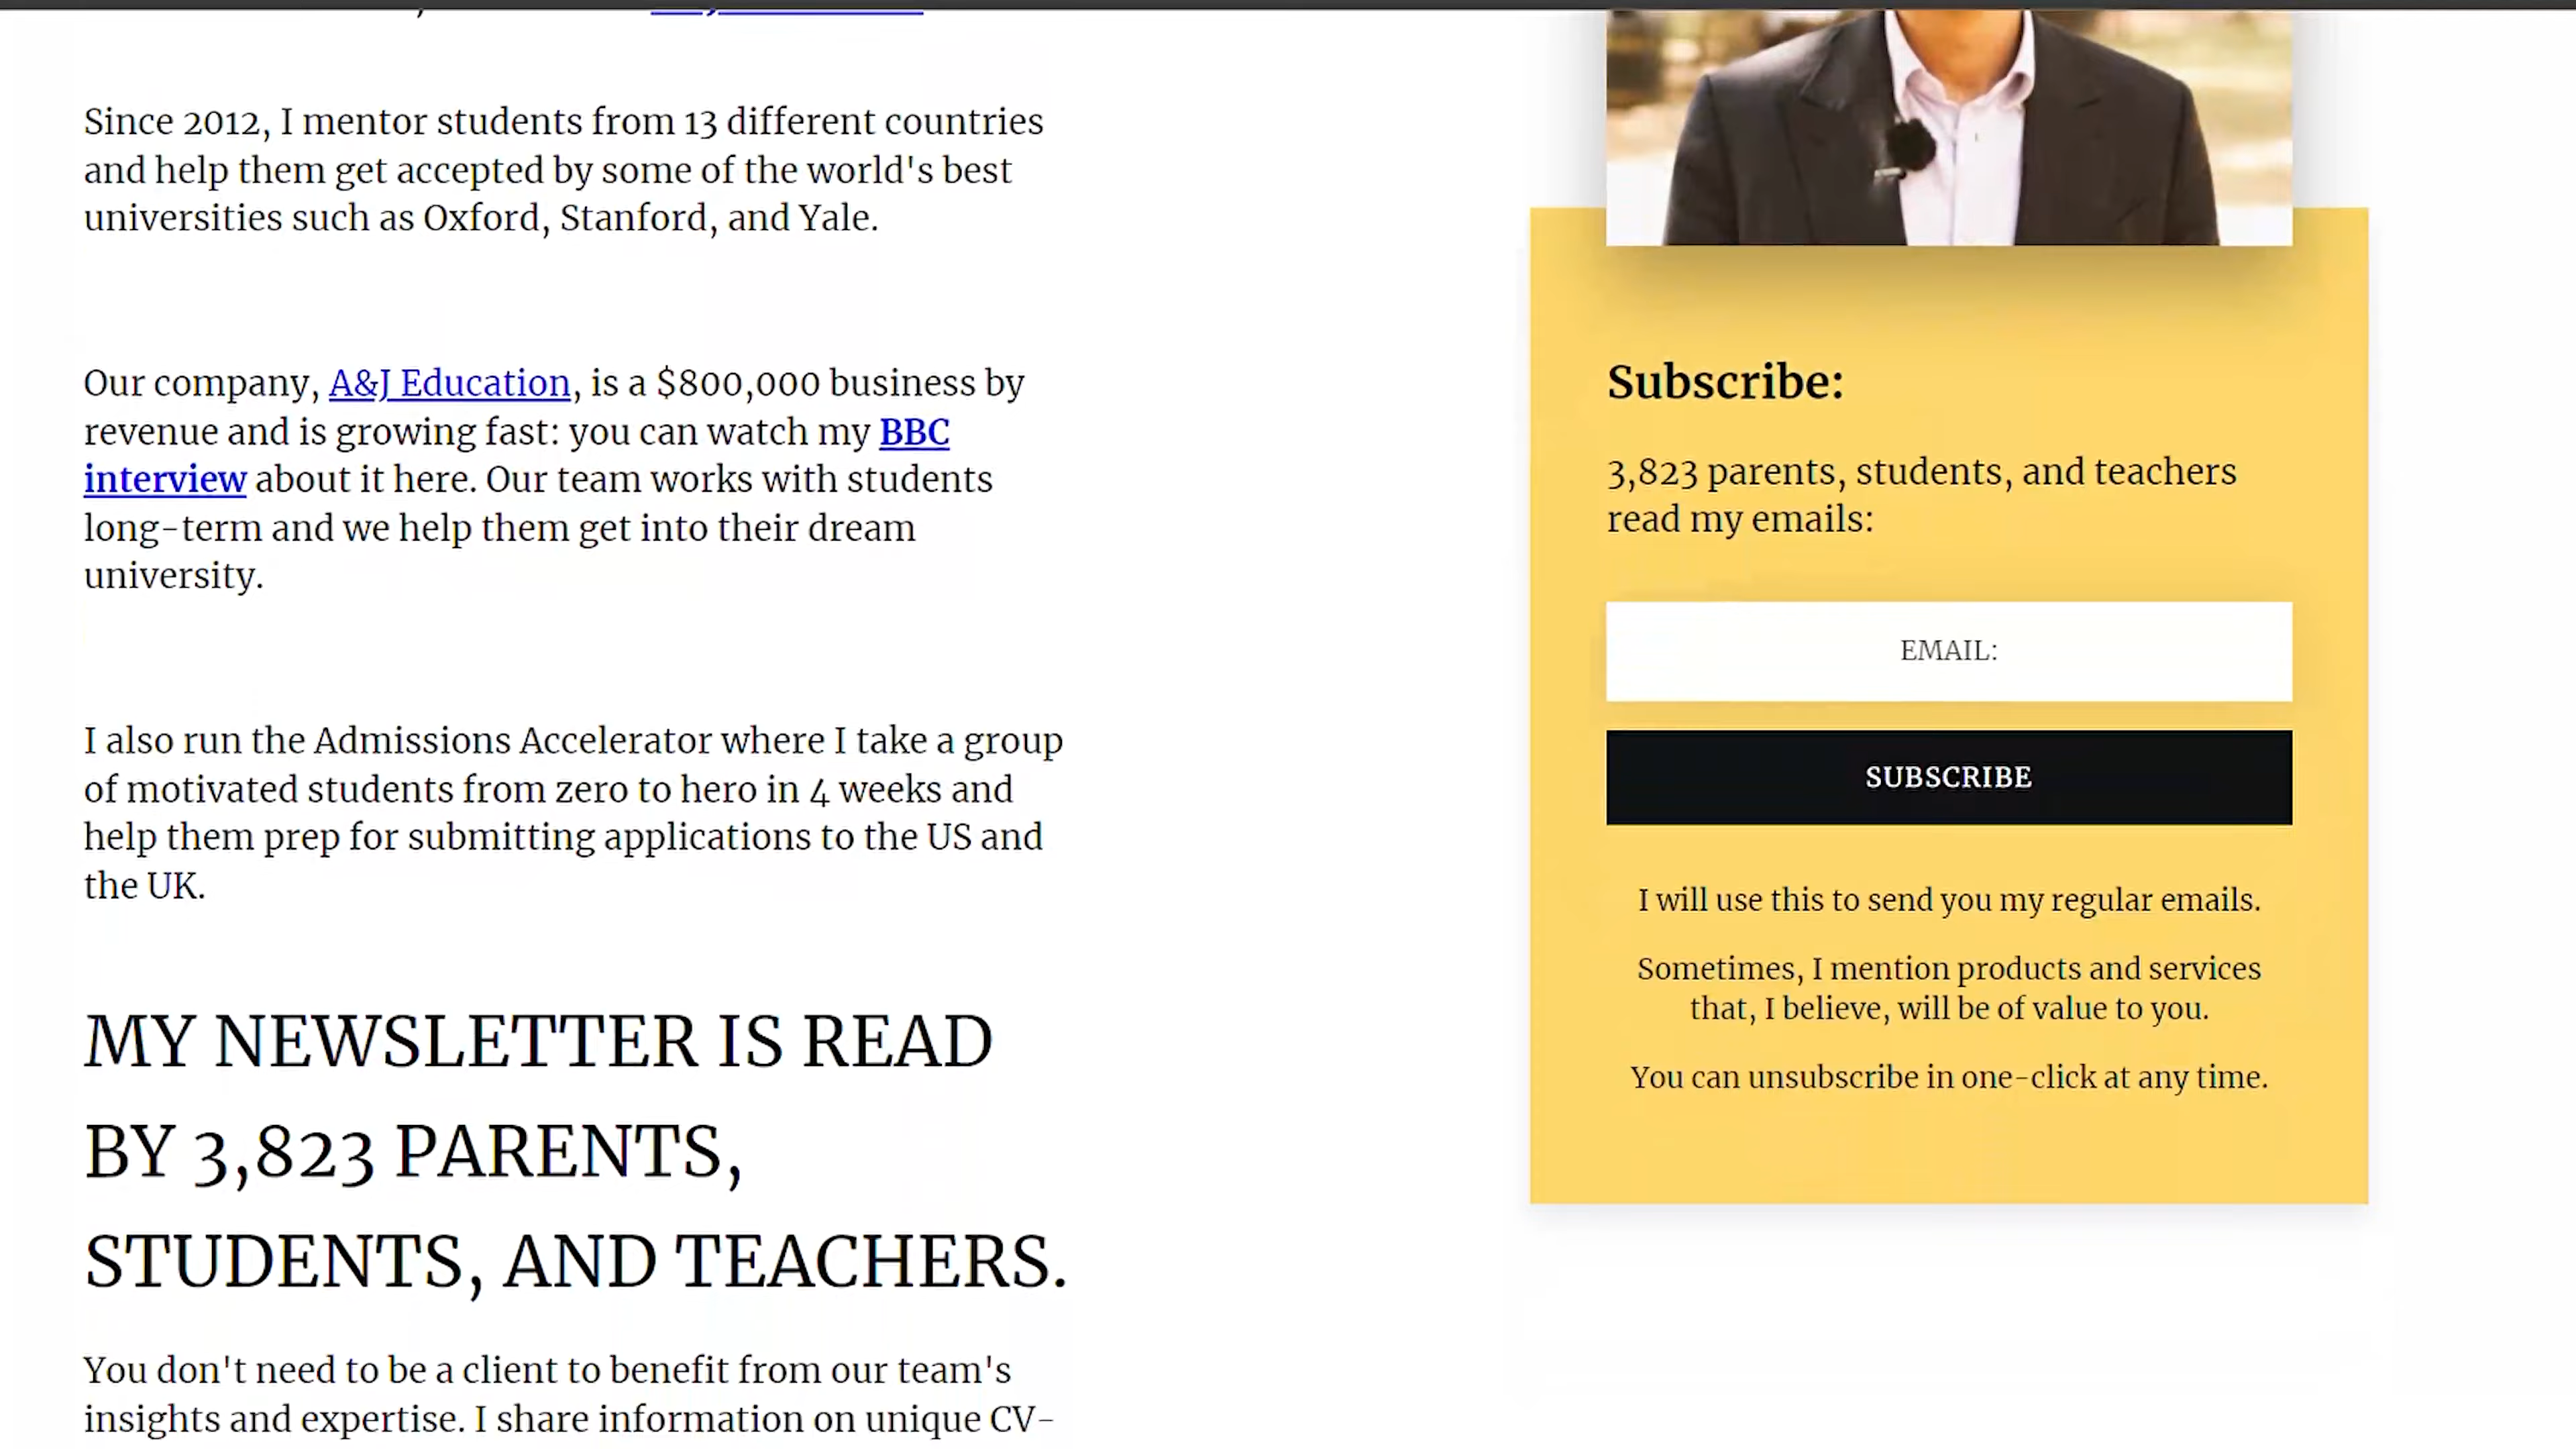 Since 2012, I mentor students from 13 different countries
and help them get accepted by some of the world's best
universities such as Oxford, Stanford, and Yale.
Our company, A&J Education, is a $800,000 business by
revenue and is growing fast: you can watch my BBC
interview about it here. Our team works with students
long-term and we help them get into their dream
university.
I also run the Admissions Accelerator where I take a group
of motivated students from zero to hero in 4 weeks and
help them prep for submitting applications to the US and
the UK.
MY NEWSLETTER IS READ
BY 3,823 PARENTS,
STUDENTS, AND TEACHERS.
You don't need to be a client to benefit from our team's
insights and expertise. I share information on unique CV-
Subscribe:
3,823 parents, students, and teachers
read my emails:
EMAIL:
SUBSCRIBE
I will use this to send you my regular emails.
Sometimes, I mention products and services
that, I believe, will be of value to you.
You can unsubscribe in one-click at any time.